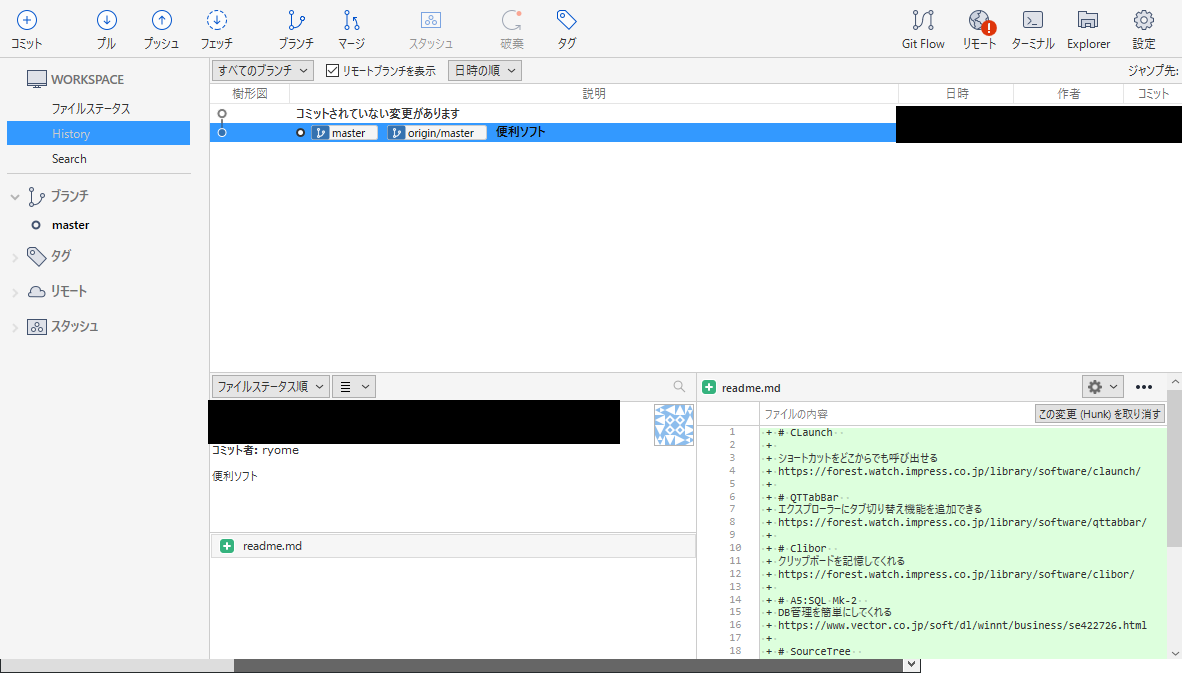 コミット プル プッシュ フェッチ ブランチ マージ スタッシュ 破棄 タグ Git Flow リモート ターミナル Explorer 設定
WORKSPACE
ファイルステータス
History
Search
ブランチ
master
タグ
リモート
スタッシュ
すべてのブランチ リモートブランチを表示 日時の順 ジャンプ先:
樹形図 説明 日時 作者 コミット
コミットされていない変更があります
master origin/master 便利ソフト
ファイルステータス順
コミット者: ryome
便利ソフト
readme.md
readme.md
ファイルの内容 この変更 (Hunk) を取り消す
1 + # CLaunch
2 +
3 + ショートカットをどこからでも呼び出せる
4 + https://forest.watch.impress.co.jp/library/software/claunch/
5 +
6 + # QTTabBar
7 + エクスプローラーにタブ切り替え機能を追加できる
8 + https://forest.watch.impress.co.jp/library/software/qttabbar/
9 +
10 + # Clibor
11 + クリップボードを記憶してくれる
12 + https://forest.watch.impress.co.jp/library/software/clibor/
13 +
14 + # A5:SQL Mk-2
15 + DB管理を簡単にしてくれる
16 + https://www.vector.co.jp/soft/dl/winnt/business/se422726.html
17 +
18 + # SourceTree